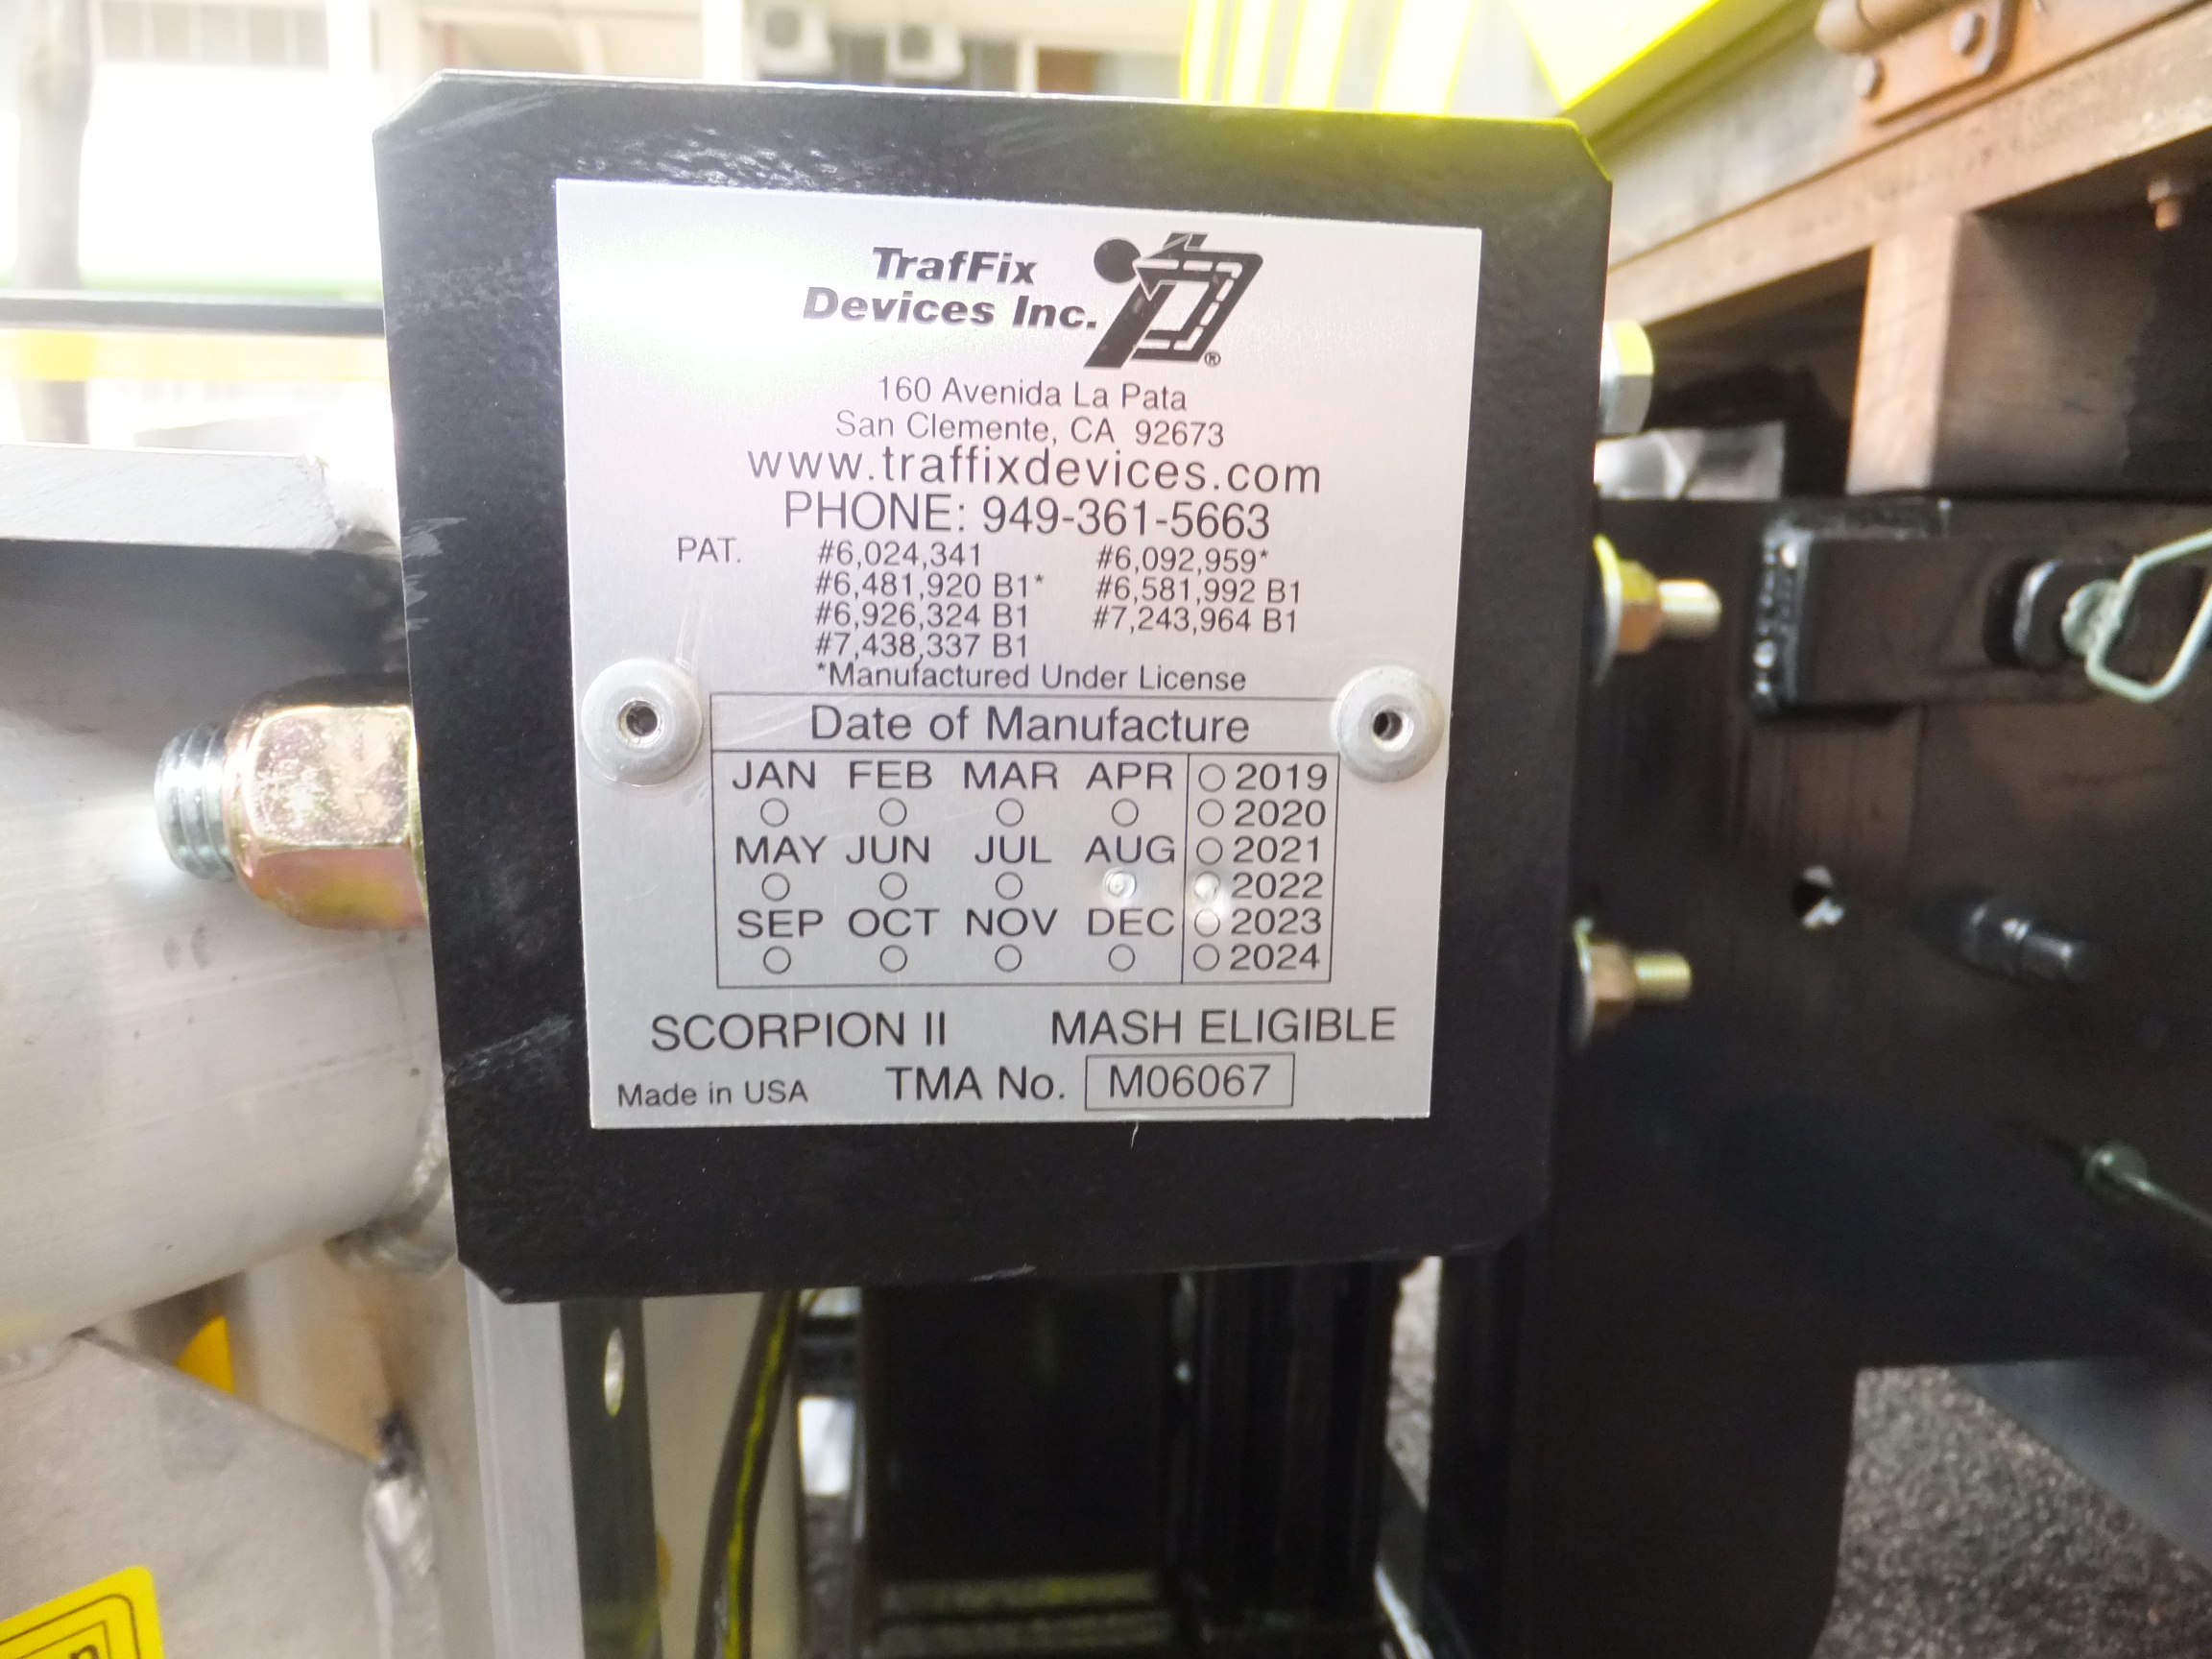 TrafFix
Devices Inc.
®
160 Avenida La Pata
San Clemente, CA 92673
www.traffixdevices.com
PHONE: 949-361-5663
PAT. #6,024,341 #6,092,959*
#6,481,920 B1* #6,581,992 B1
#6,926,324 B1 #7,243,964 B1
#7,438,337 B1
*Manufactured Under License
Date of Manufacture
JAN FEB MAR APR 2019
2020
MAY JUN JUL AUG 2021
2022
SEP OCT NOV DEC 2023
2024
SCORPION II MASH ELIGIBLE
Made in USA TMA No. M06067